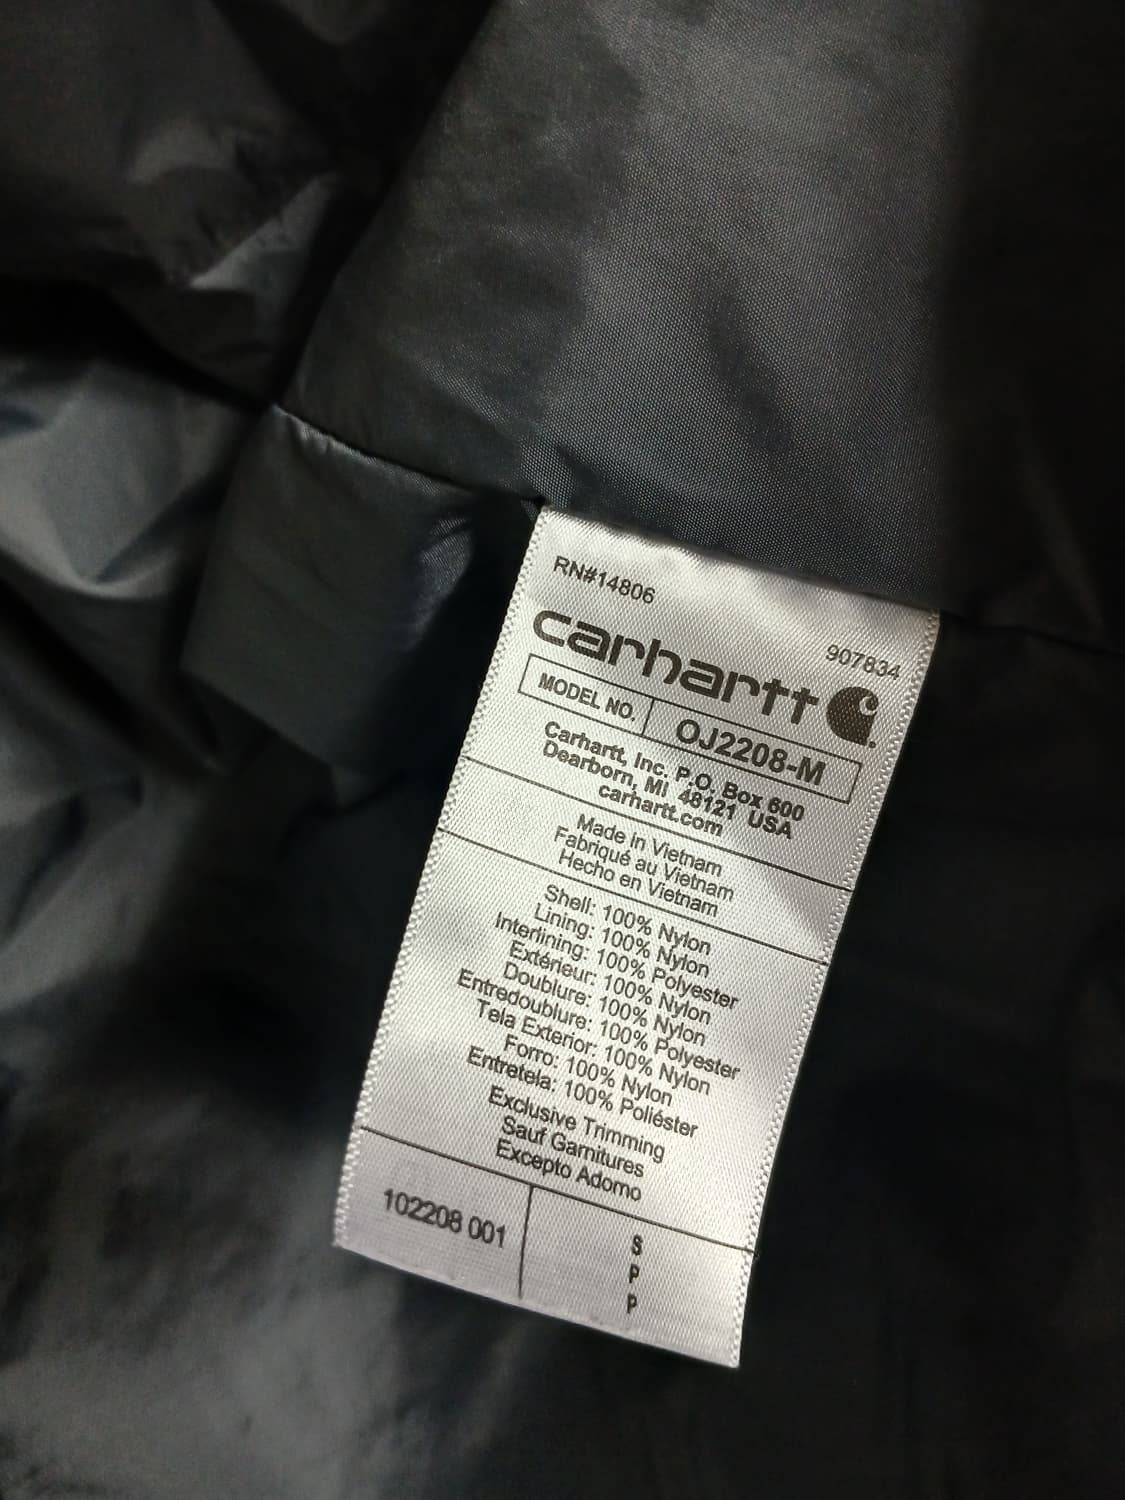 RN#14806
907834
carhartt
MODEL NO. OJ2208-M
Carhartt, Inc. P.O. Box 600
Dearborn, MI 48121 USA
carhartt.com
Made in Vietnam
Fabriqué au Vietnam
Hecho en Vietnam
Shell: 100% Nylon
Lining: 100% Nylon
Interlining: 100% Polyester
Extérieur: 100% Nylon
Doublure: 100% Nylon
Entredoublure: 100% Polyester
Tela Exterior: 100% Nylon
Forro: 100% Nylon
Entretela: 100% Poliéster
Exclusive Trimming
Sauf Garnitures
Excepto Adorno
102208 001
S
P
P